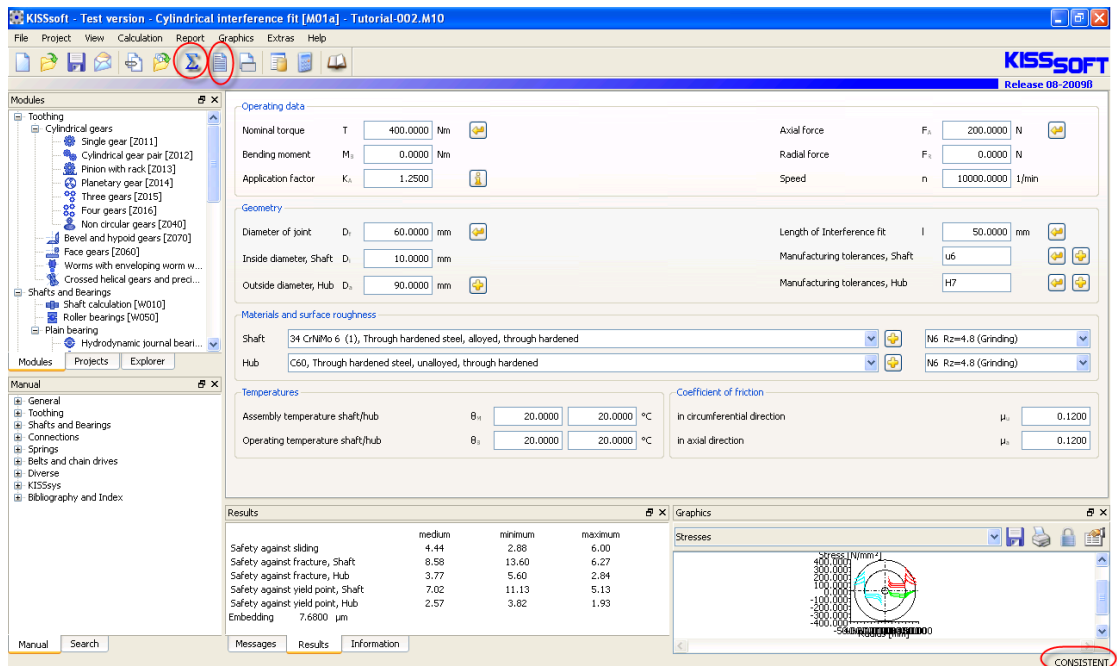 KISSsoft - Test version - Cylindrical interference fit [M01a] - Tutorial-002.M10
File Project View Calculation Report Graphics Extras Help
KISSSOFT
Release 08-2009ß
Modules
Toothing
Cylindrical gears
Single gear [Z011]
Cylindrical gear pair [Z012]
Pinion with rack [Z013]
Planetary gear [Z014]
Three gears [Z015]
Four gears [Z016]
Non circular gears [Z040]
Bevel and hypoid gears [Z070]
Face gears [Z060]
Worms with enveloping worm w...
Crossed helical gears and preci...
Shafts and Bearings
Shaft calculation [W010]
Roller bearings [W050]
Plain bearing
Hydrodynamic journal beari...
Modules Projects Explorer
Manual
General
Toothing
Shafts and Bearings
Connections
Springs
Belts and chain drives
Diverse
KISSsys
Bibliography and Index
Manual Search
Operating data
Nominal torque T 400.0000 Nm Axial force FA 200.0000 N
Bending moment MB 0.0000 Nm Radial force FR 0.0000 N
Application factor KA 1.2500 Speed n 10000.0000 1/min
Geometry
Diameter of joint DF 60.0000 mm Length of Interference fit l 50.0000 mm
Inside diameter, Shaft DI 10.0000 mm Manufacturing tolerances, Shaft u6
Outside diameter, Hub Da 90.0000 mm Manufacturing tolerances, Hub H7
Materials and surface roughness
Shaft 34 CrNiMo 6 (1), Through hardened steel, alloyed, through hardened N6 Rz=4.8 (Grinding)
Hub C60, Through hardened steel, unalloyed, through hardened N6 Rz=4.8 (Grinding)
Temperatures
Assembly temperature shaft/hub θM 20.0000 20.0000 °C
Operating temperature shaft/hub θB 20.0000 20.0000 °C
Coefficient of friction
in circumferential direction μu 0.1200
in axial direction μa 0.1200
Results
medium minimum maximum
Safety against sliding 4.44 2.88 6.00
Safety against fracture, Shaft 8.58 13.60 6.27
Safety against fracture, Hub 3.77 5.60 2.84
Safety against yield point, Shaft 7.02 11.13 5.13
Safety against yield point, Hub 2.57 3.82 1.93
Embedding 7.6800 μm
Messages Results Information
Graphics
Stresses
Stress [N/mm²]
400.000
300.000
200.000
100.000
0.000
-100.000
-200.000
-300.000
-400.000
Radius [mm]
CONSISTENT